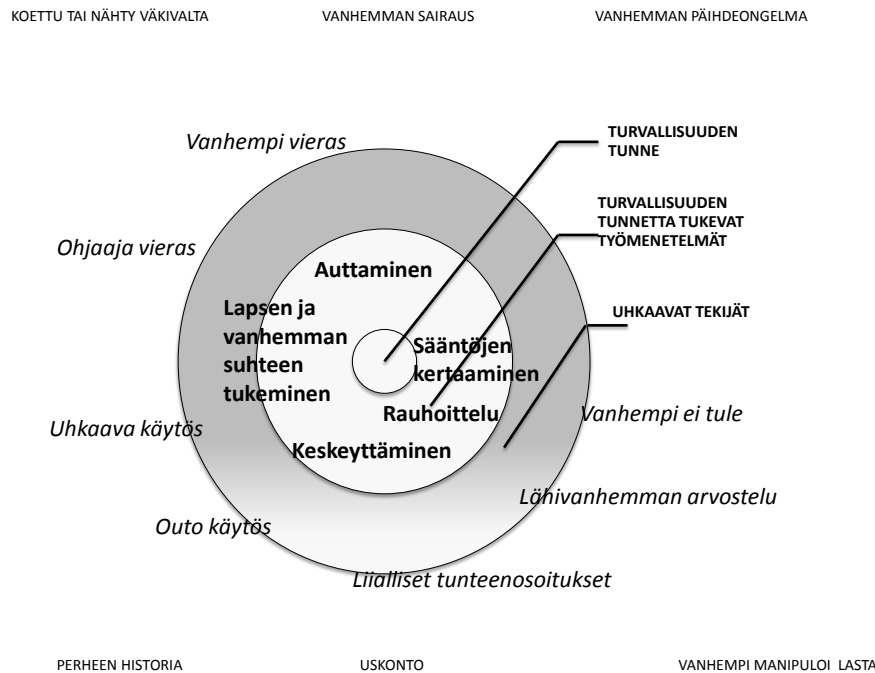 KOETTU TAI NÄHTY VÄKIVALTA
VANHEMMAN SAIRAUS
VANHEMMAN PÄIHDEONGELMA
Vanhempi vieras
TURVALLISUUDEN
TUNNE
TURVALLISUUDEN
TUNNETTA TUKEVAT
TYÖMENETELMÄT
Ohjaaja vieras
Auttaminen
Lapsen ja
vanhemman
suhteen
tukeminen
UHKAAVAT TEKIJÄT
Sääntöjen
kertaaminen
Rauhoittelu
Vanhempi ei tule
Uhkaava käytös
Keskeyttäminen
Lähivanhemman arvostelu
Outo käytös
Liialliset tunteenosoitukset
PERHEEN HISTORIA
USKONTO
VANHEMPI MANIPULOI LASTA